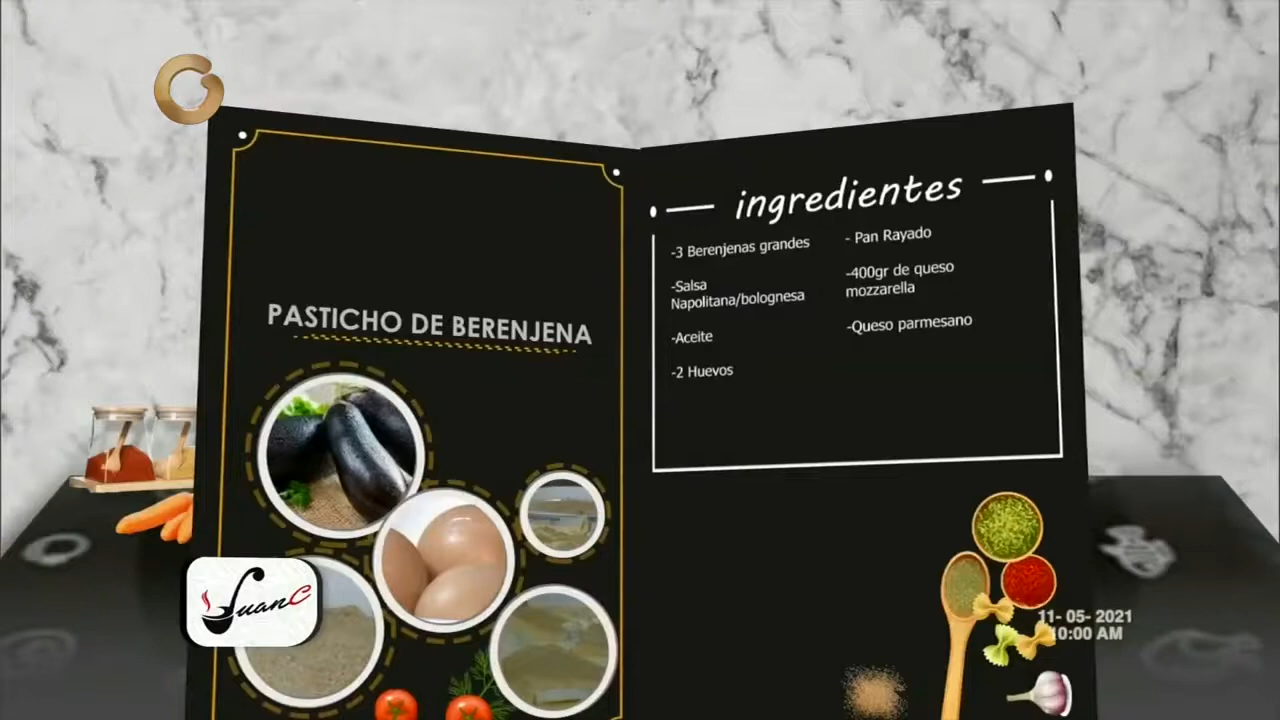 PASTICHO DE BERENJENA
ingredientes
-3 Berenjenas grandes
-Salsa
Napolitana/bolognesa
-Aceite
-2 Huevos
- Pan Rayado
-400gr de queso
mozzarella
-Queso parmesano
JuanC
11- 05- 2021
10:00 AM